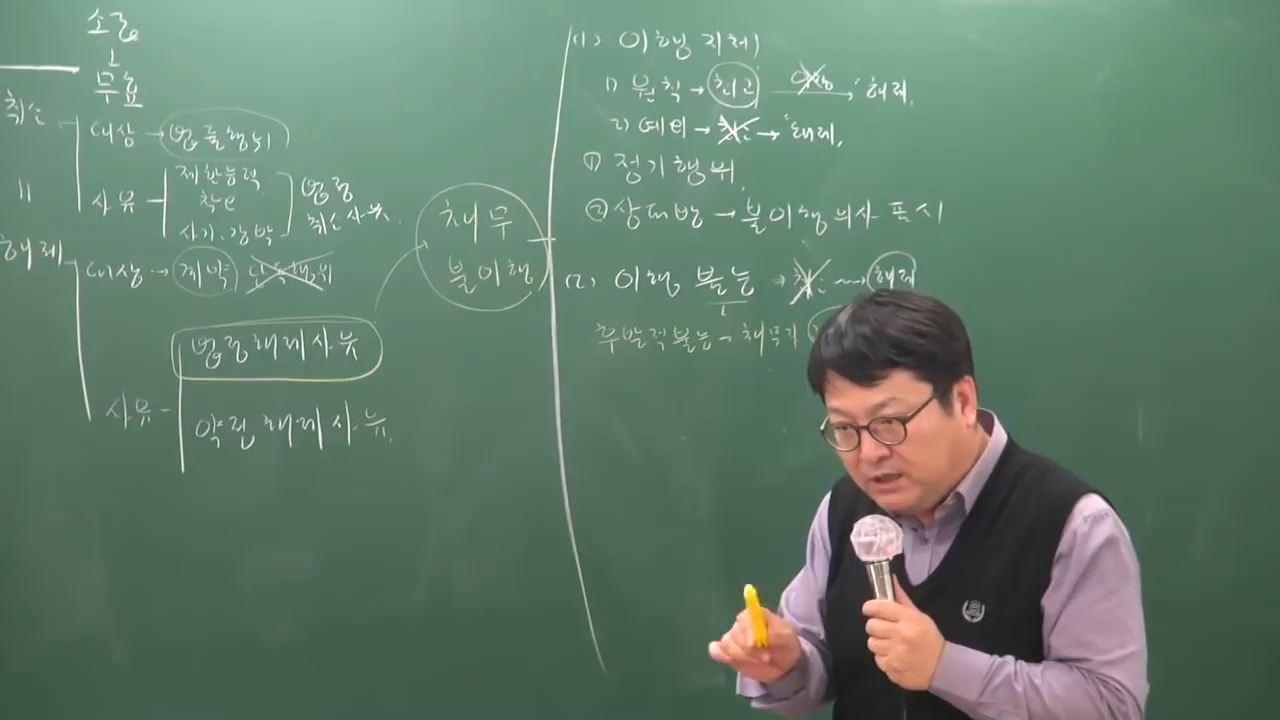 소급
무효
취소
대상 → 법률행위
사유
제한능력
착오
사기.강박
법정
취소사유.
=
해제
대상 → 계약 단독행위
법정해제사유
사유 -
약정해제사유.
채무
불이행
(1) 이행지체
1) 원칙 → 최고 → 해제.
2) 예외 → 최고 → 해제.
① 정기행위
② 상대방 → 불이행의사 표시
(2) 이행 불능 → 최고 → 해제
후발적불능 → 채무자